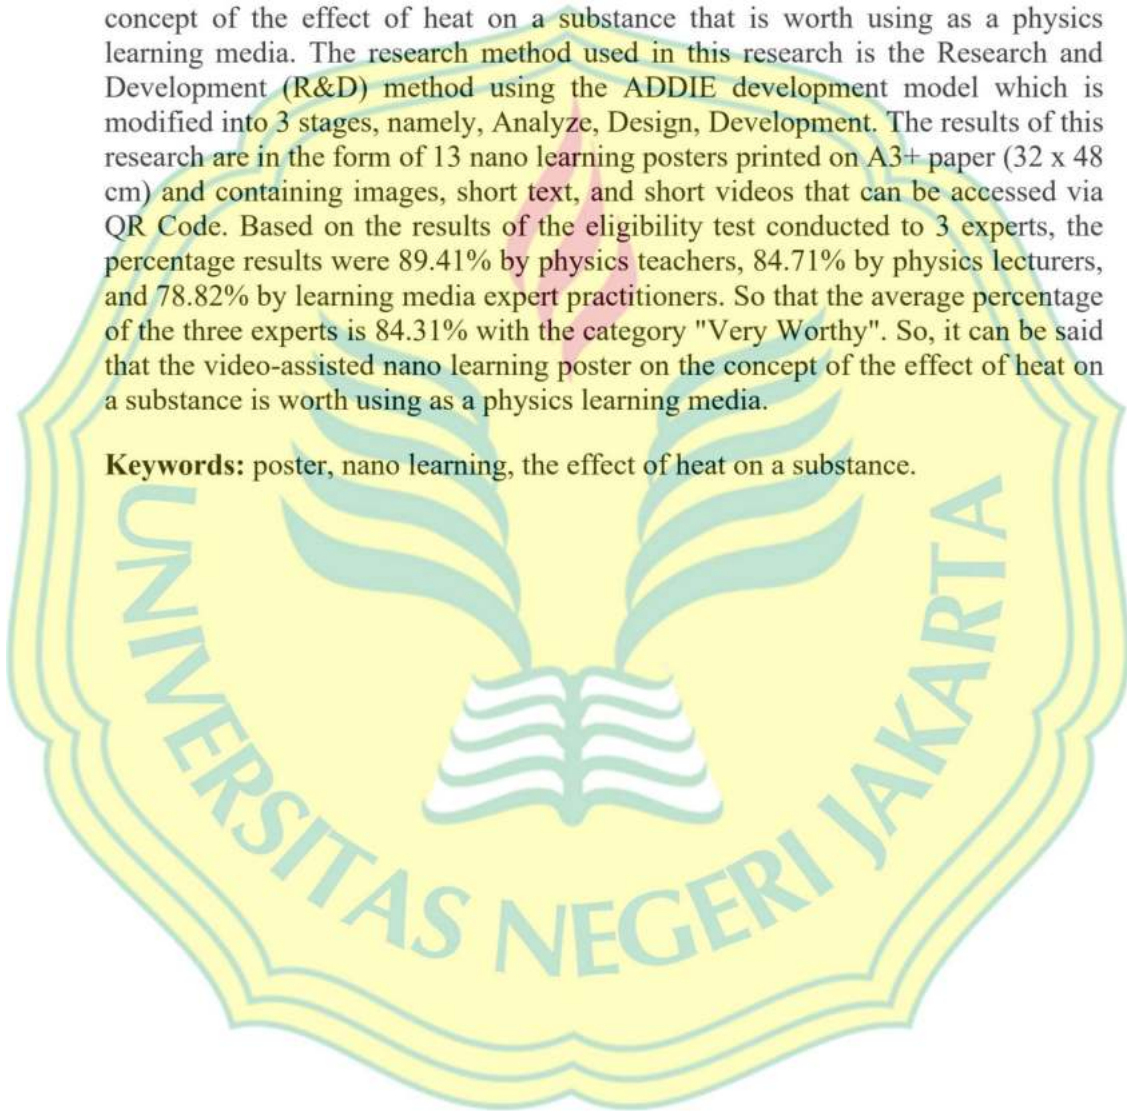 concept of the effect of heat on a substance that is worth using as a physics
learning media. The research method used in this research is the Research and
Development (R&D) method using the ADDIE development model which is
modified into 3 stages, namely, Analyze, Design, Development. The results of this
research are in the form of 13 nano learning posters printed on A3+ paper (32 x 48
cm) and containing images, short text, and short videos that can be accessed via
QR Code. Based on the results of the eligibility test conducted to 3 experts, the
percentage results were 89.41% by physics teachers, 84.71% by physics lecturers,
and 78.82% by learning media expert practitioners. So that the average percentage
of the three experts is 84.31% with the category "Very Worthy". So, it can be said
that the video-assisted nano learning poster on the concept of the effect of heat on
a substance is worth using as a physics learning media.
Keywords: poster, nano learning, the effect of heat on a substance.
UNIVERSITAS NEGERI JAKARTA